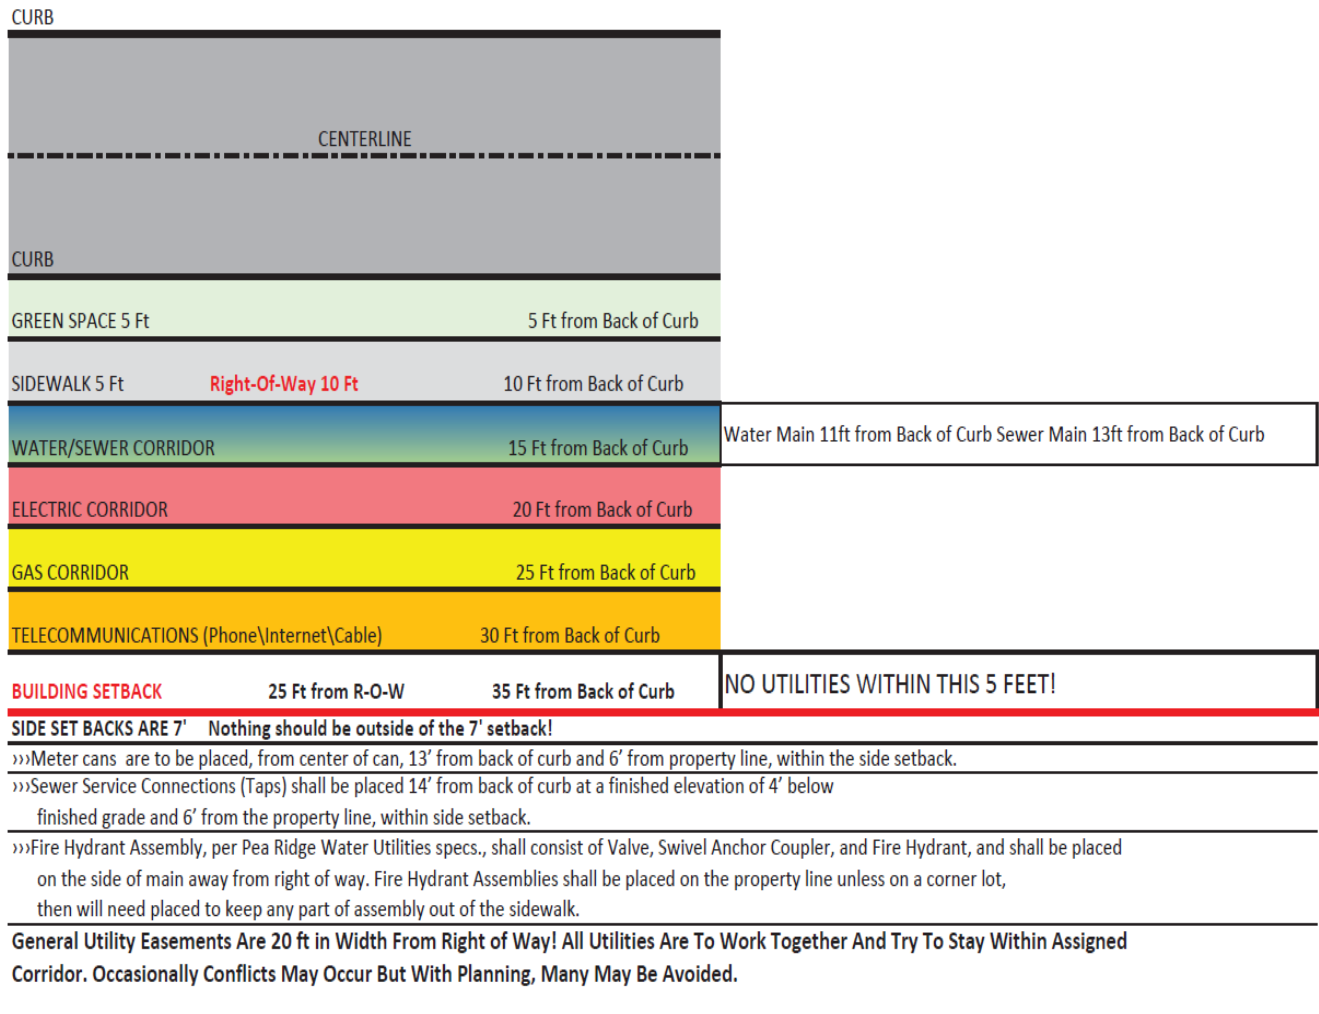 CURB
CENTERLINE
CURB
GREEN SPACE 5 Ft 5 Ft from Back of Curb
SIDEWALK 5 Ft Right-Of-Way 10 Ft 10 Ft from Back of Curb
WATER/SEWER CORRIDOR 15 Ft from Back of Curb Water Main 11ft from Back of Curb Sewer Main 13ft from Back of Curb
ELECTRIC CORRIDOR 20 Ft from Back of Curb
GAS CORRIDOR 25 Ft from Back of Curb
TELECOMMUNICATIONS (Phone\Internet\Cable) 30 Ft from Back of Curb
BUILDING SETBACK 25 Ft from R-O-W 35 Ft from Back of Curb NO UTILITIES WITHIN THIS 5 FEET!
SIDE SET BACKS ARE 7' Nothing should be outside of the 7' setback!
›››Meter cans are to be placed, from center of can, 13’ from back of curb and 6’ from property line, within the side setback.
›››Sewer Service Connections (Taps) shall be placed 14’ from back of curb at a finished elevation of 4’ below
finished grade and 6’ from the property line, within side setback.
›››Fire Hydrant Assembly, per Pea Ridge Water Utilities specs., shall consist of Valve, Swivel Anchor Coupler, and Fire Hydrant, and shall be placed
on the side of main away from right of way. Fire Hydrant Assemblies shall be placed on the property line unless on a corner lot,
then will need placed to keep any part of assembly out of the sidewalk.
General Utility Easements Are 20 ft in Width From Right of Way! All Utilities Are To Work Together And Try To Stay Within Assigned
Corridor. Occasionally Conflicts May Occur But With Planning, Many May Be Avoided.